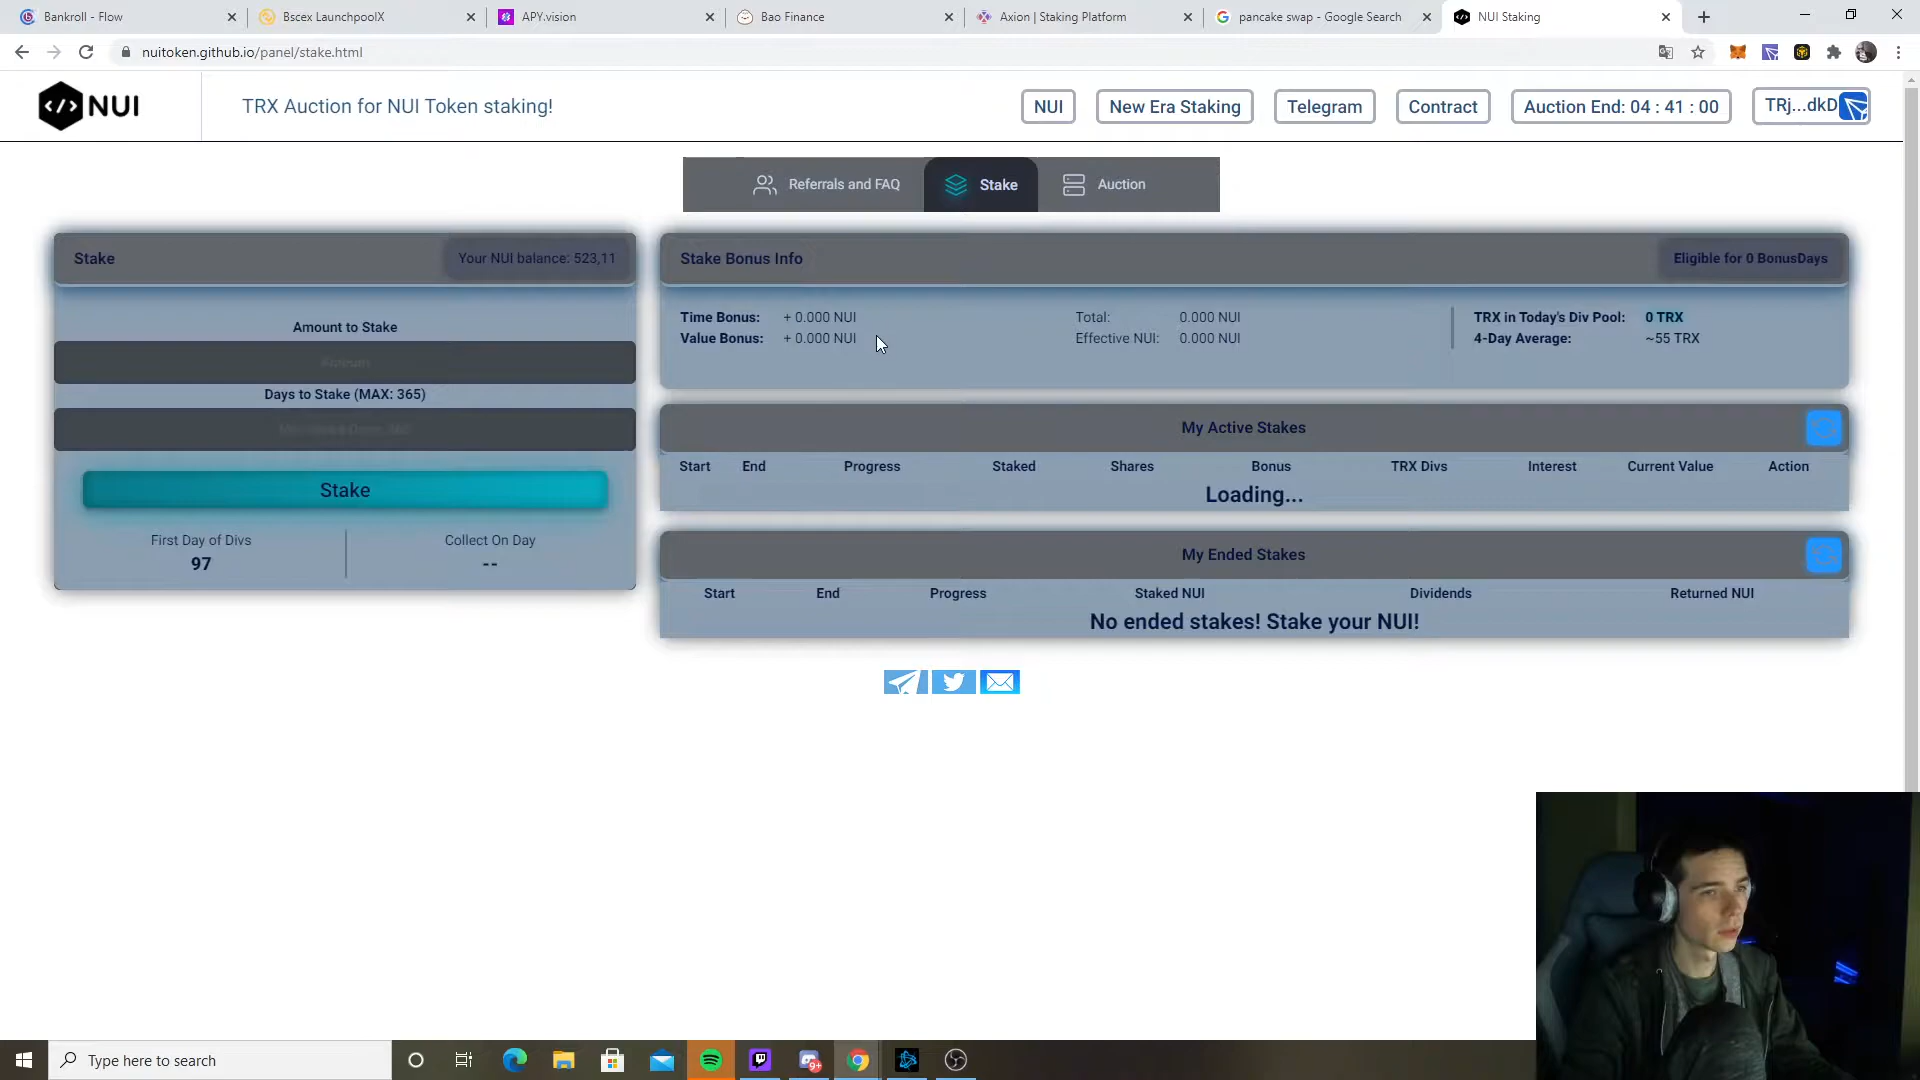 Bankroll - Flow
Bscex LaunchpoolX
APY.vision
Bao Finance
Axion | Staking Platform
pancake swap - Google Search
NUI Staking
nuitoken.github.io/panel/stake.html
NUI
TRX Auction for NUI Token staking!
NUI
New Era Staking
Telegram
Contract
Auction End: 04 : 41 : 00
TRj...dkD
Referrals and FAQ
Stake
Auction
Stake
Your NUI balance: 523,11
Amount to Stake
Days to Stake (MAX: 365)
Stake
First Day of Divs
97
Collect On Day
--
Stake Bonus Info
Eligible for 0 BonusDays
Time Bonus: + 0.000 NUI
Value Bonus: + 0.000 NUI
Total: 0.000 NUI
Effective NUI: 0.000 NUI
TRX in Today's Div Pool: 0 TRX
4-Day Average: ~55 TRX
My Active Stakes
Start End Progress Staked Shares Bonus TRX Divs Interest Current Value Action
Loading...
My Ended Stakes
Start End Progress Staked NUI Dividends Returned NUI
No ended stakes! Stake your NUI!
Type here to search
9+